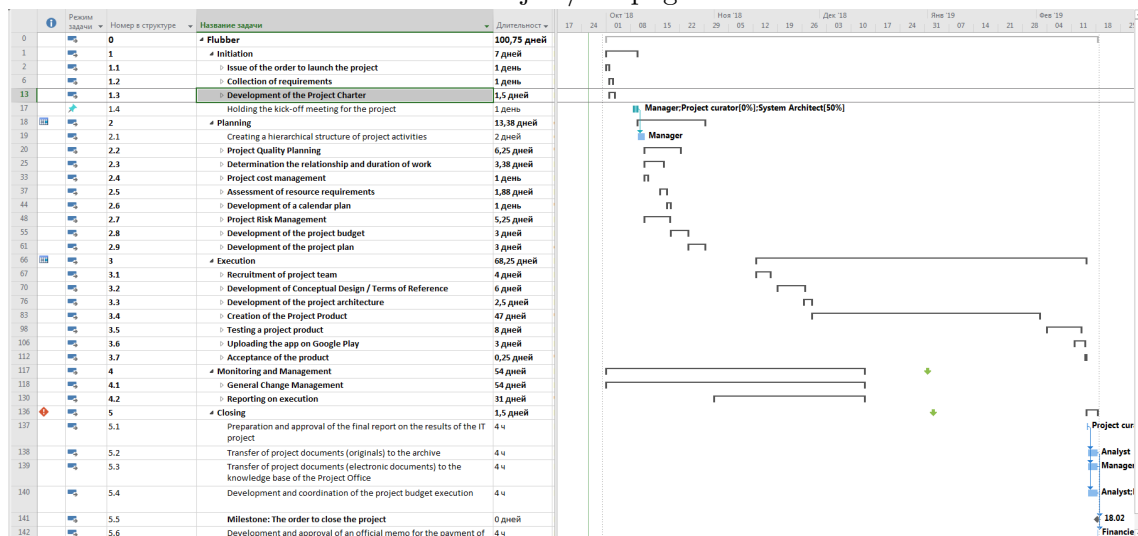 Режим задачи Номер в структуре Название задачи Длительность
Окт '18 Ноя '18 Дек '18 Янв '19 Фев '19
17 24 01 08 15 22 29 05 12 19 26 03 10 17 24 31 07 14 21 28 04 11 18
0 0 Flubber 100,75 дней
1 1 Initiation 7 дней
2 1.1 Issue of the order to launch the project 1 день
6 1.2 Collection of requirements 1 день
13 1.3 Development of the Project Charter 1,5 дней
17 1.4 Holding the kick-off meeting for the project 1 день Manager;Project curator[0%];System Architect[50%]
18 2 Planning 13,38 дней
19 2.1 Creating a hierarchical structure of project activities 2 дней Manager
20 2.2 Project Quality Planning 6,25 дней
25 2.3 Determination the relationship and duration of work 3,38 дней
33 2.4 Project cost management 1 день
37 2.5 Assessment of resource requirements 1,88 дней
44 2.6 Development of a calendar plan 1 день
48 2.7 Project Risk Management 5,25 дней
55 2.8 Development of the project budget 3 дней
61 2.9 Development of the project plan 3 дней
66 3 Execution 68,25 дней
67 3.1 Recruitment of project team 4 дней
70 3.2 Development of Conceptual Design / Terms of Reference 6 дней
76 3.3 Development of the project architecture 2,5 дней
83 3.4 Creation of the Project Product 47 дней
98 3.5 Testing a project product 8 дней
106 3.6 Uploading the app on Google Play 3 дней
112 3.7 Acceptance of the product 0,25 дней
117 4 Monitoring and Management 54 дней
118 4.1 General Change Management 54 дней
130 4.2 Reporting on execution 31 дней
136 5 Closing 1,5 дней
137 5.1 Preparation and approval of the final report on the results of the IT project 4 ч Project cur
138 5.2 Transfer of project documents (originals) to the archive 4 ч Analyst
139 5.3 Transfer of project documents (electronic documents) to the knowledge base of the Project Office 4 ч Manager
140 5.4 Development and coordination of the project budget execution 4 ч Analyst;
141 5.5 Milestone: The order to close the project 0 дней 18.02
142 5.6 Development and approval of an official memo for the payment of 4 ч Financie